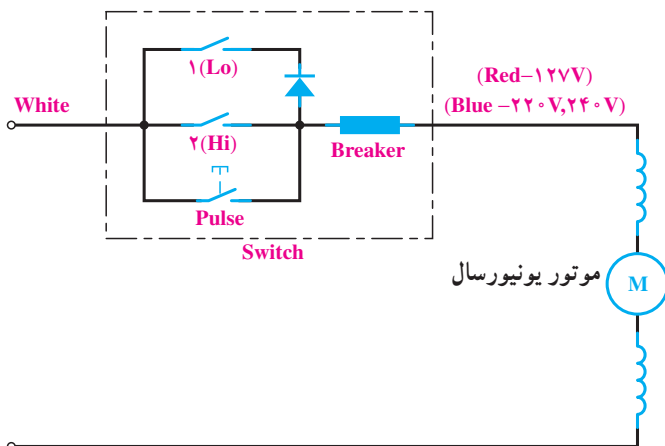 ۱(Lo)
(Red–۱۲۷V)
(Blue –۲۲۰V,۲۴۰V)
White
۲(Hi)
Breaker
Pulse
Switch
موتور یونیورسال
M